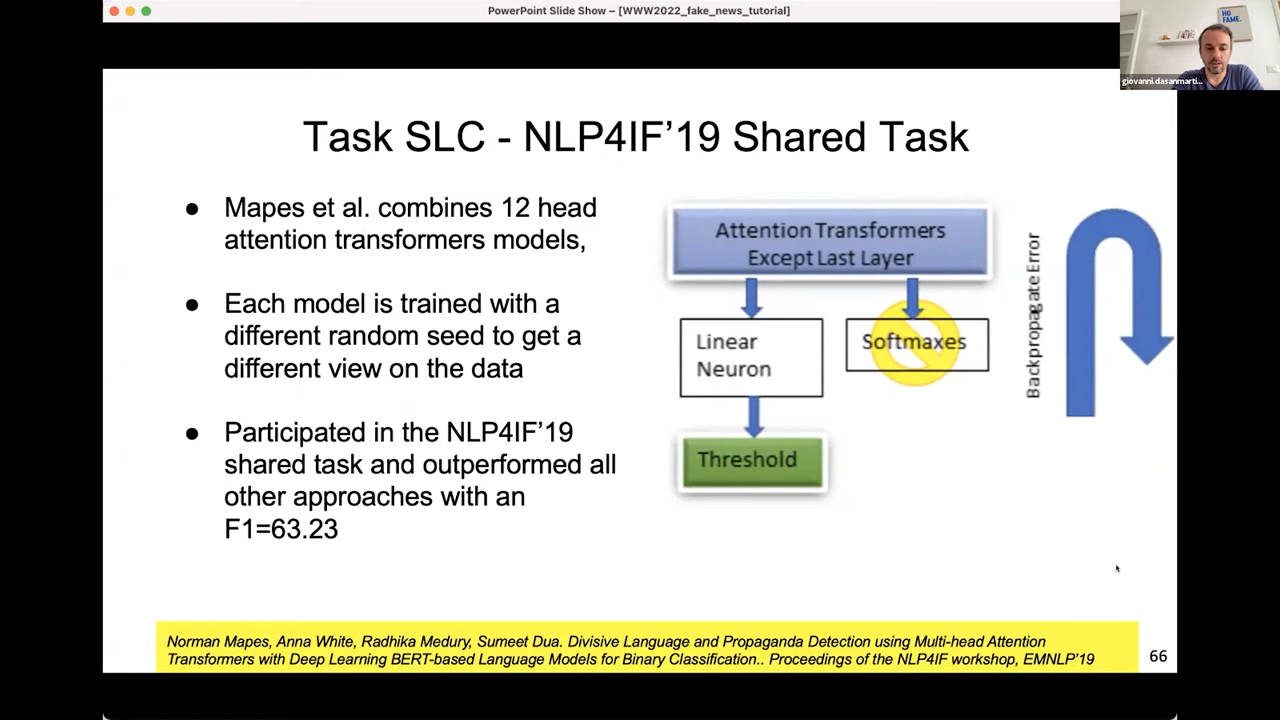 PowerPoint Slide Show – [WWW2022_fake_news_tutorial]
HG
FAME.
giovanni.dasanmarti...
Task SLC - NLP4IF’19 Shared Task
● Mapes et al. combines 12 head
attention transformers models,
● Each model is trained with a
different random seed to get a
different view on the data
● Participated in the NLP4IF’19
shared task and outperformed all
other approaches with an
F1=63.23
Attention Transformers
Except Last Layer
Linear
Neuron
Softmaxes
Threshold
Backpropagate Error
Norman Mapes, Anna White, Radhika Medury, Sumeet Dua. Divisive Language and Propaganda Detection using Multi-head Attention
Transformers with Deep Learning BERT-based Language Models for Binary Classification.. Proceedings of the NLP4IF workshop, EMNLP’19
66